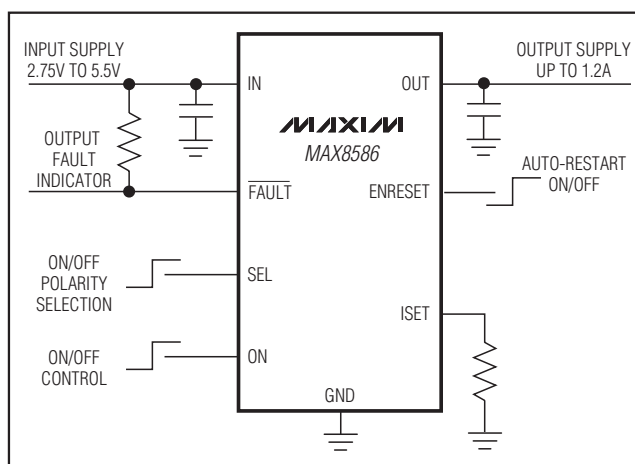 INPUT SUPPLY
2.75V TO 5.5V
OUTPUT
FAULT
INDICATOR
ON/OFF
POLARITY
SELECTION
ON/OFF
CONTROL
IN
FAULT
SEL
ON
MAXIM
MAX8586
GND
OUT
ENRESET
ISET
OUTPUT SUPPLY
UP TO 1.2A
AUTO-RESTART
ON/OFF